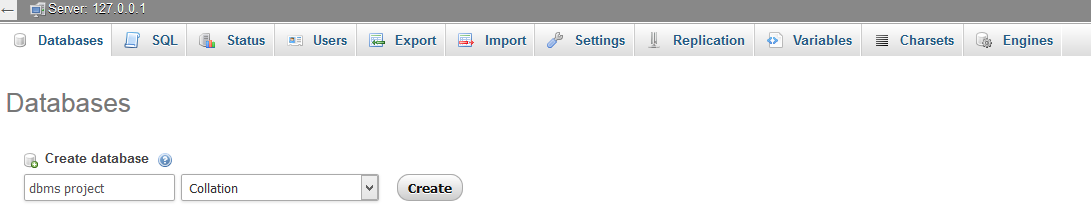 Server: 127.0.0.1
Databases SQL Status Users Export Import Settings Replication Variables Charsets Engines
Databases
Create database
dbms project Collation Create